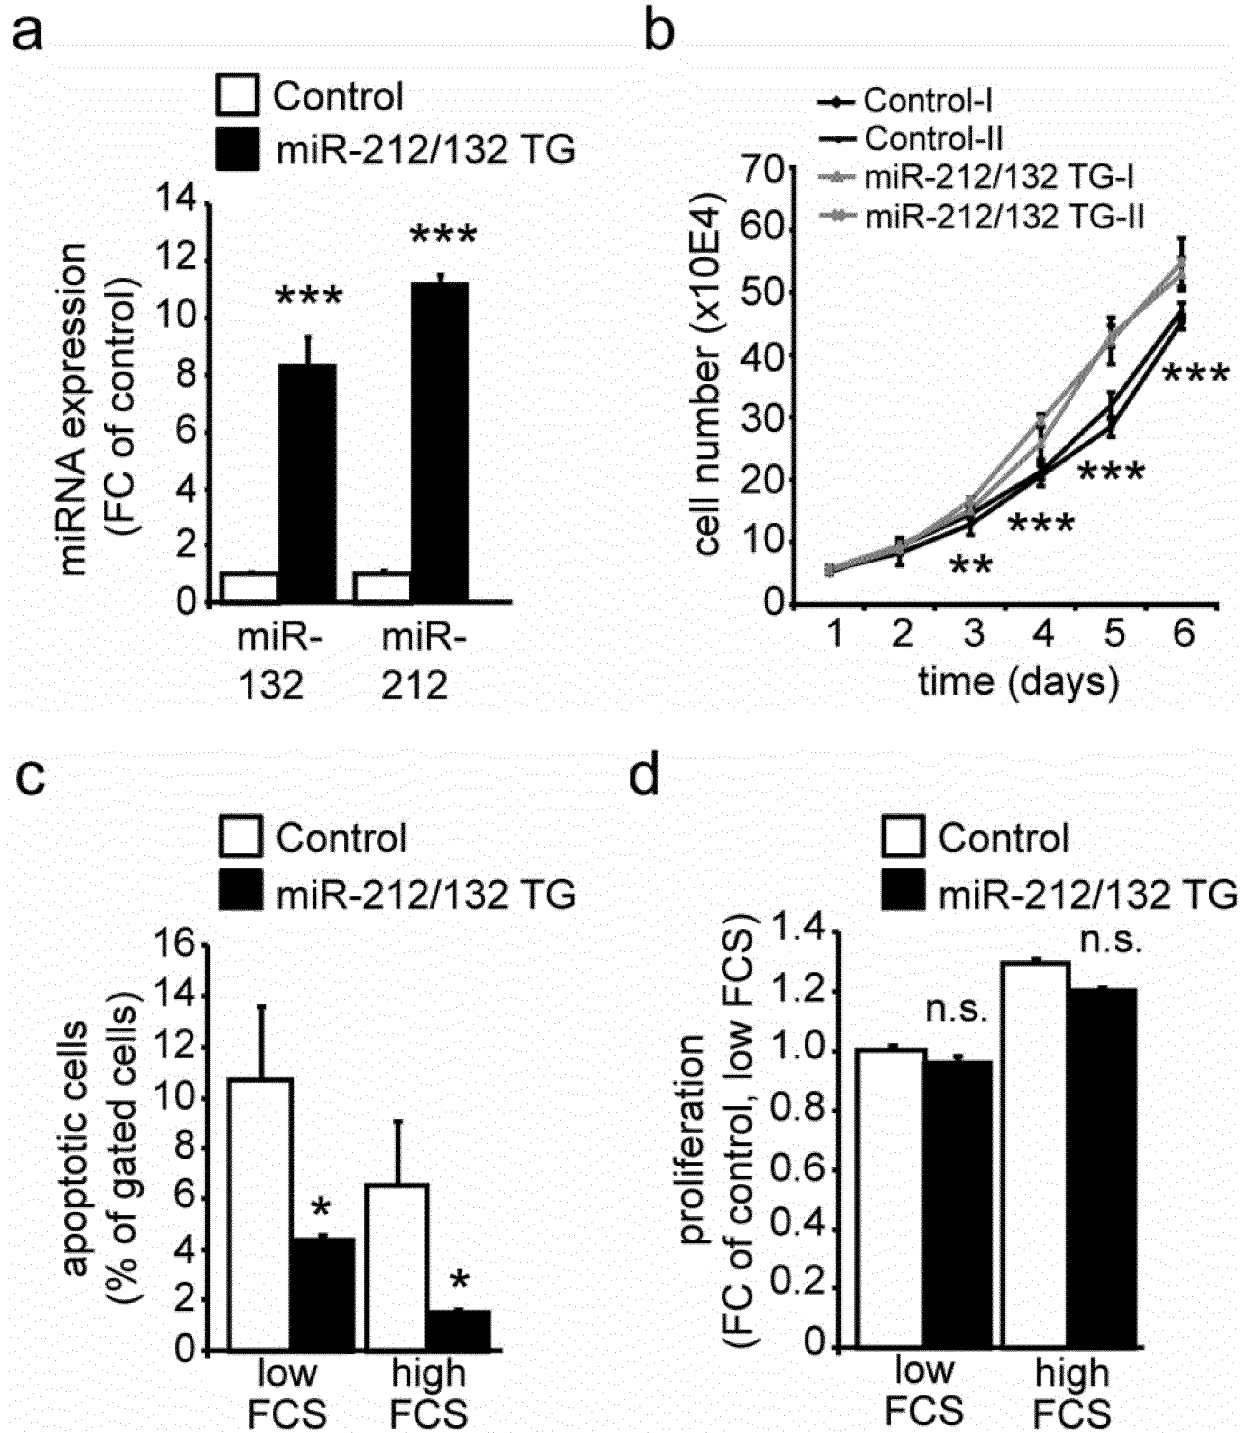 a
Control
miR-212/132 TG
miRNA expression
(FC of control)
14
12
10
8
6
4
2
0
***
***
miR-
132
miR-
212
b
Control-I
Control-II
miR-212/132 TG-I
miR-212/132 TG-II
cell number (x10E4)
70
60
50
40
30
20
10
0
**
***
***
***
1 2 3 4 5 6
time (days)
c
Control
miR-212/132 TG
apoptotic cells
(% of gated cells)
16
14
12
10
8
6
4
2
0
*
*
low
FCS
high
FCS
d
Control
miR-212/132 TG
proliferation
(FC of control, low FCS)
1.4
1.2
1.0
0.8
0.6
0.4
0.2
0
n.s.
n.s.
low
FCS
high
FCS